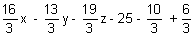 16/3 x - 13/3 y - 19/3 z - 25 - 10/3 + 6/3